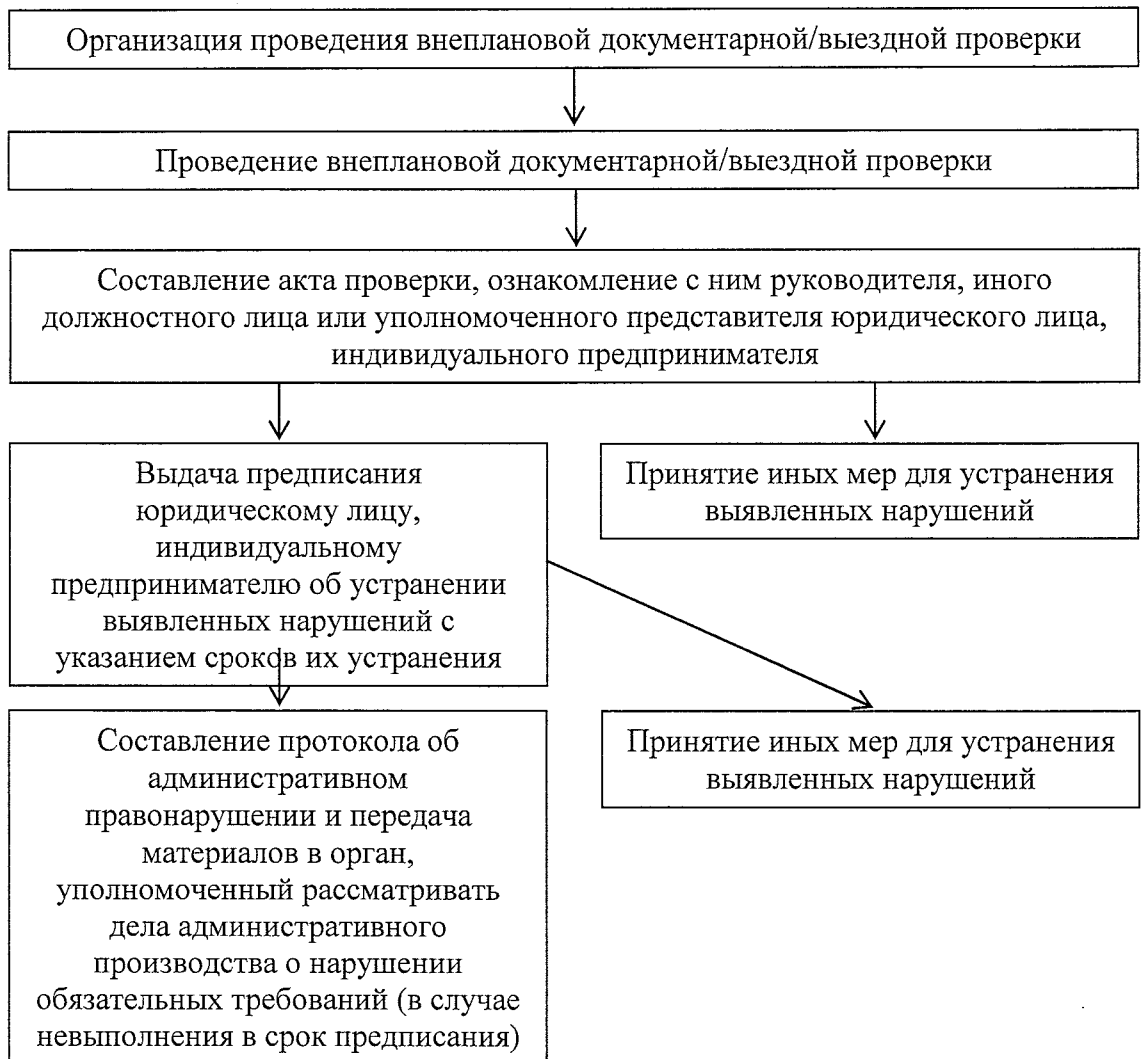 Организация проведения внеплановой документарной/выездной проверки
Проведение внеплановой документарной/выездной проверки
Составление акта проверки, ознакомление с ним руководителя, иного
должностного лица или уполномоченного представителя юридического лица,
индивидуального предпринимателя
Выдача предписания
юридическому лицу,
индивидуальному
предпринимателю об устранении
выявленных нарушений с
указанием сроков их устранения
Принятие иных мер для устранения
выявленных нарушений
Составление протокола об
административном
правонарушении и передача
материалов в орган,
уполномоченный рассматривать
дела административного
производства о нарушении
обязательных требований (в случае
невыполнения в срок предписания)
Принятие иных мер для устранения
выявленных нарушений